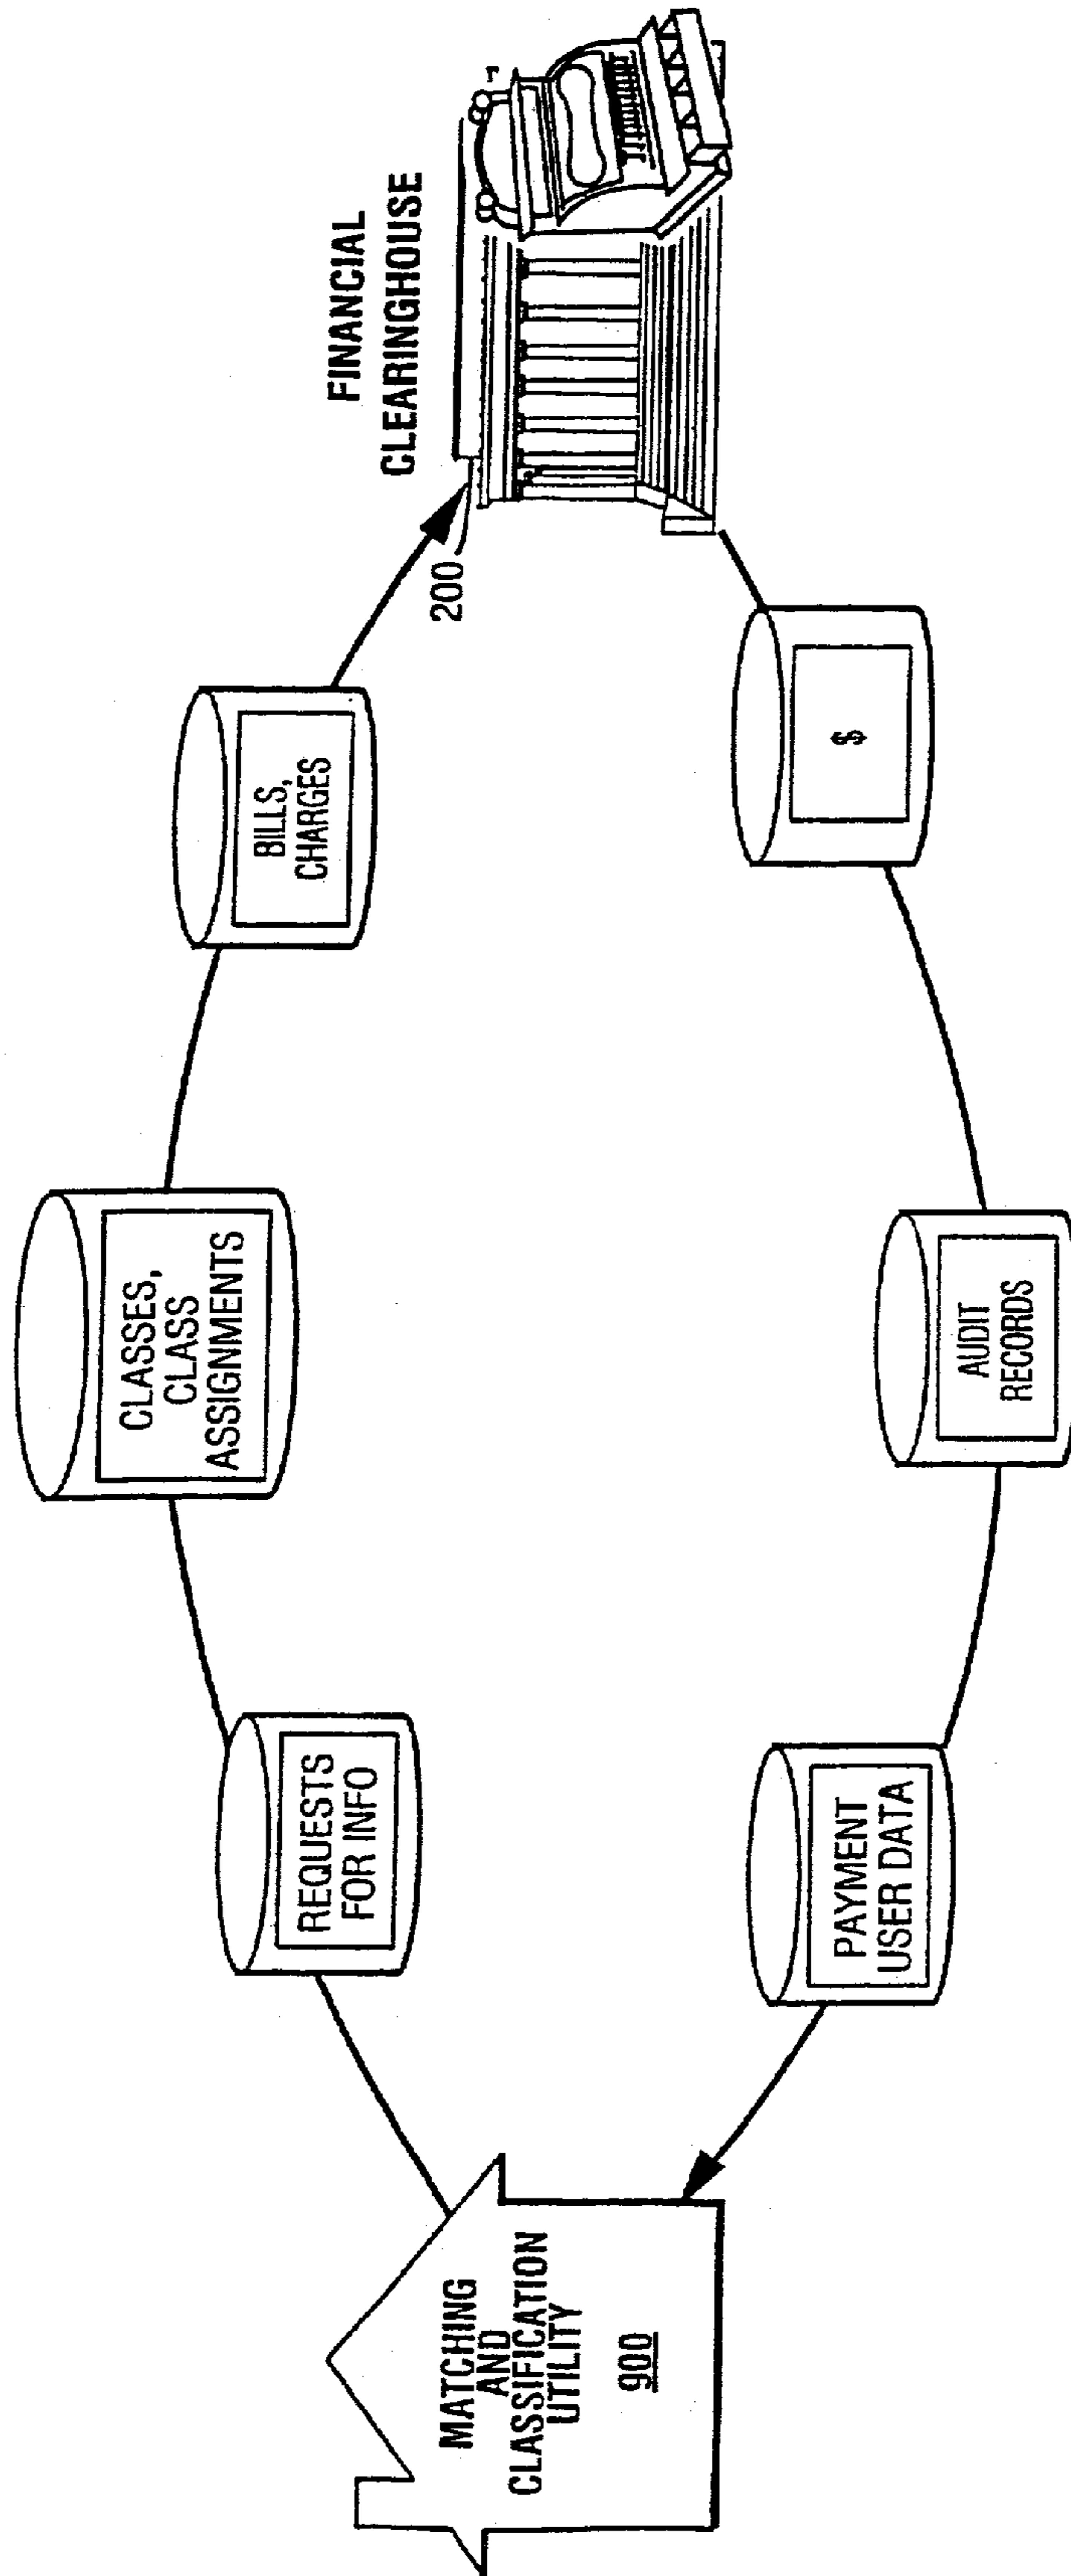 MATCHING
AND
CLASSIFICATION
UTILITY
900
REQUESTS
FOR INFO
CLASSES,
CLASS
ASSIGNMENTS
BILLS,
CHARGES
200
FINANCIAL
CLEARINGHOUSE
$
AUDIT
RECORDS
PAYMENT
USER DATA